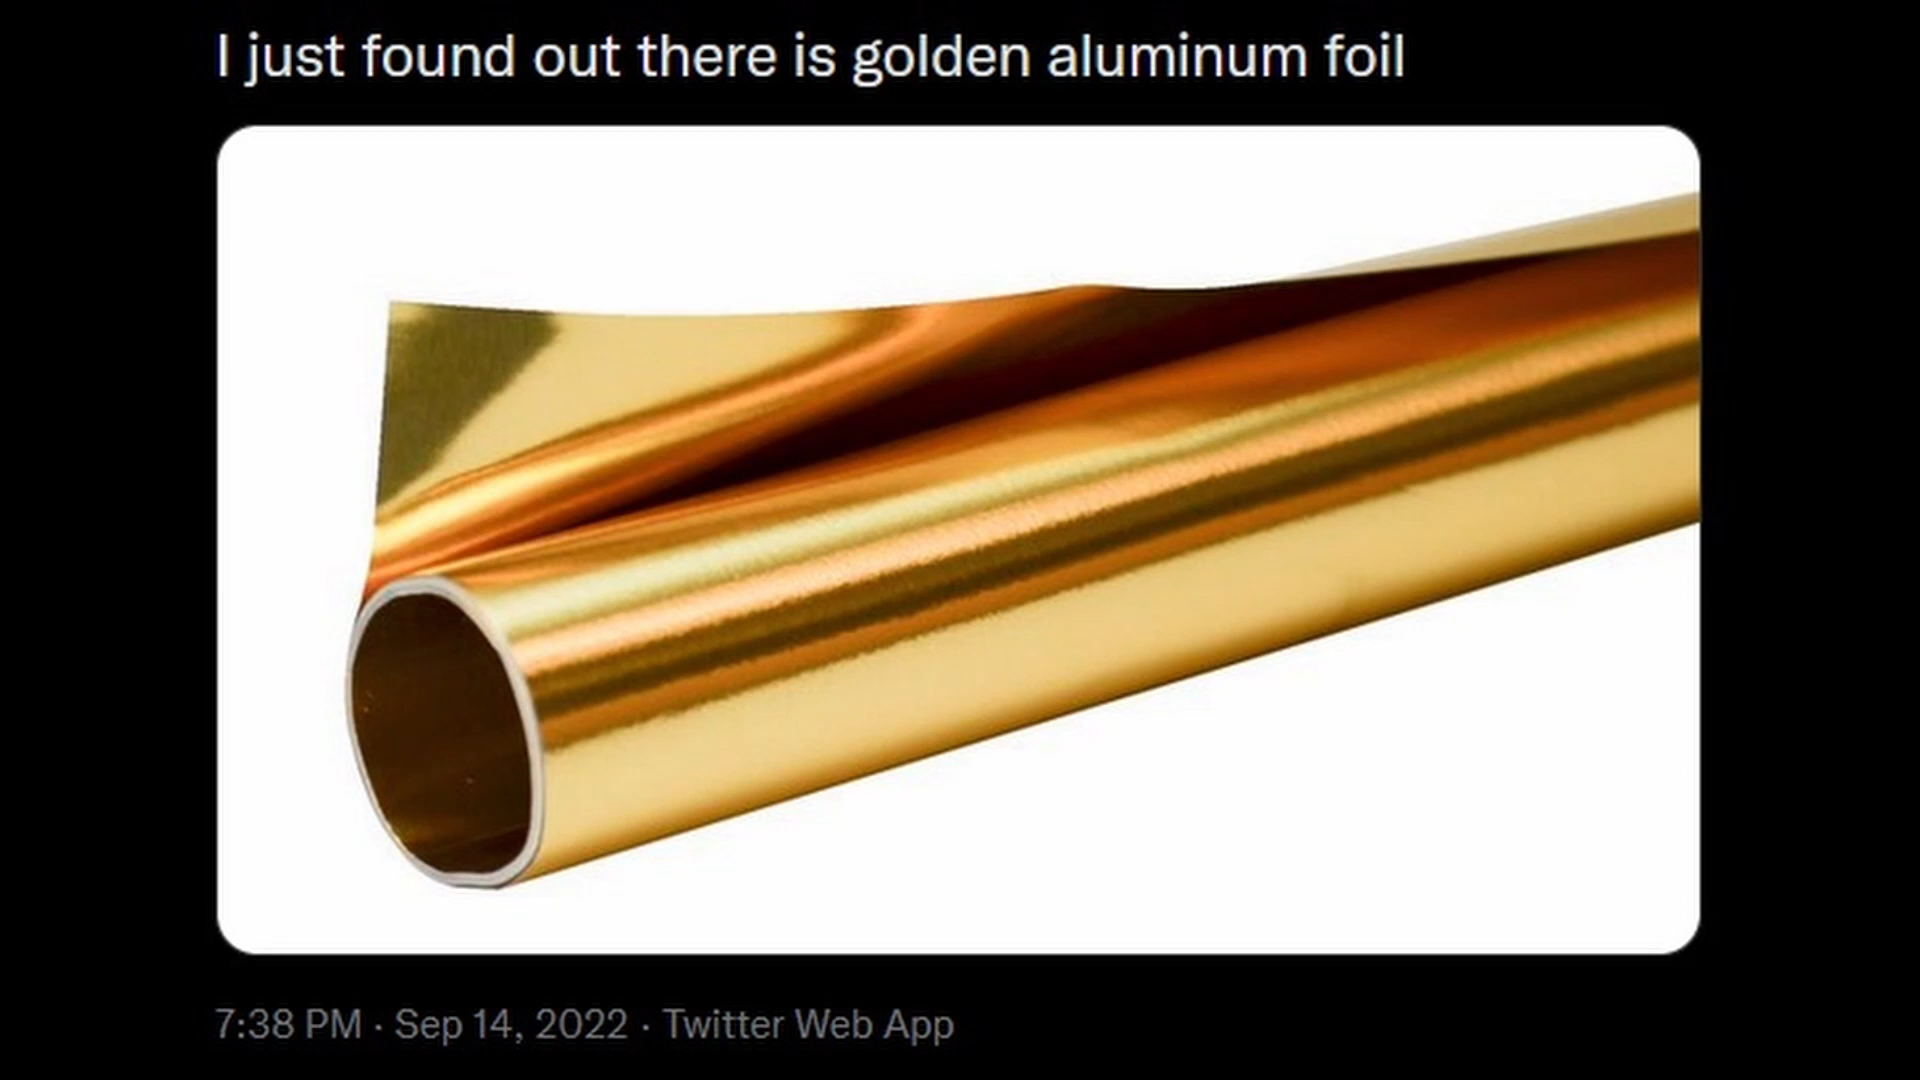 I just found out there is golden aluminum foil
7:38 PM · Sep 14, 2022 · Twitter Web App